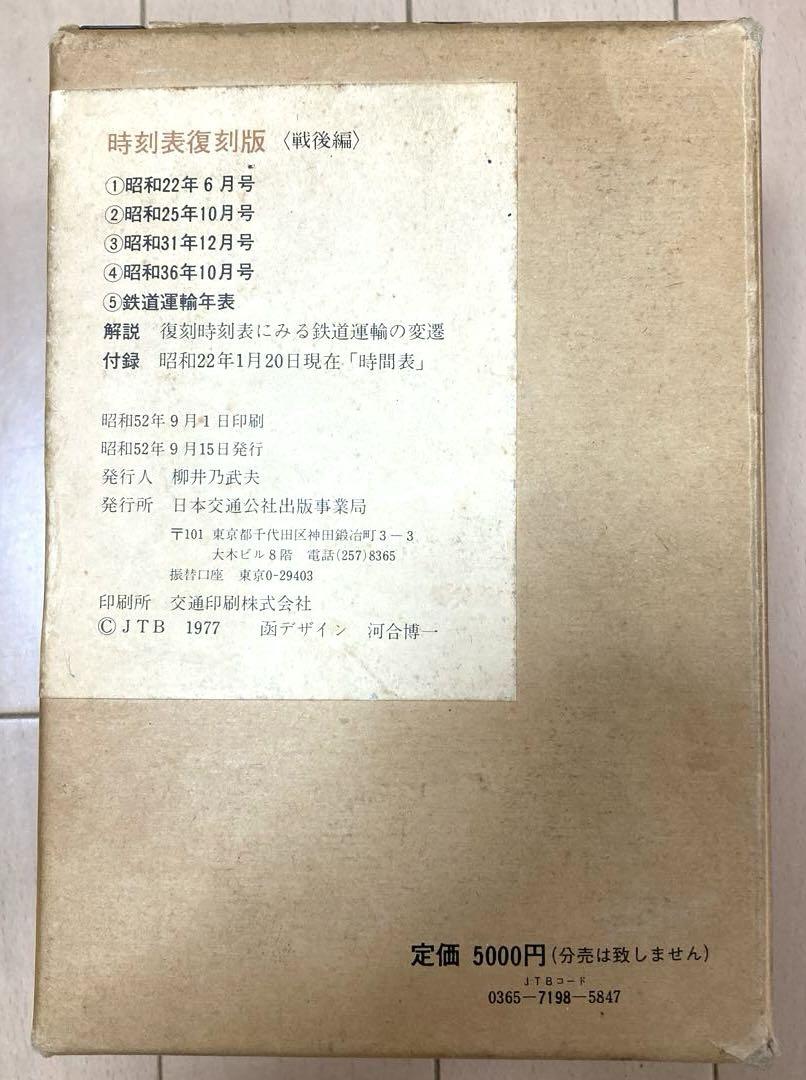 時刻表復刻版〈戦後編〉
①昭和22年6月号
②昭和25年10月号
③昭和31年12月号
④昭和36年10月号
⑤鉄道運輸年表
解説 復刻時刻表にみる鉄道運輸の変遷
付録 昭和22年1月20日現在「時間表」
昭和52年9月1日印刷
昭和52年9月15日発行
発行人 柳井乃武夫
発行所 日本交通公社出版事業局
〒101 東京都千代田区神田鍛冶町3-3
大木ビル8階 電話(257)8365
振替口座 東京0-29403
印刷所 交通印刷株式会社
©JTB 1977 函デザイン 河合博一
定価 5000円(分売は致しません)
JTBコード
0365-7198-5847